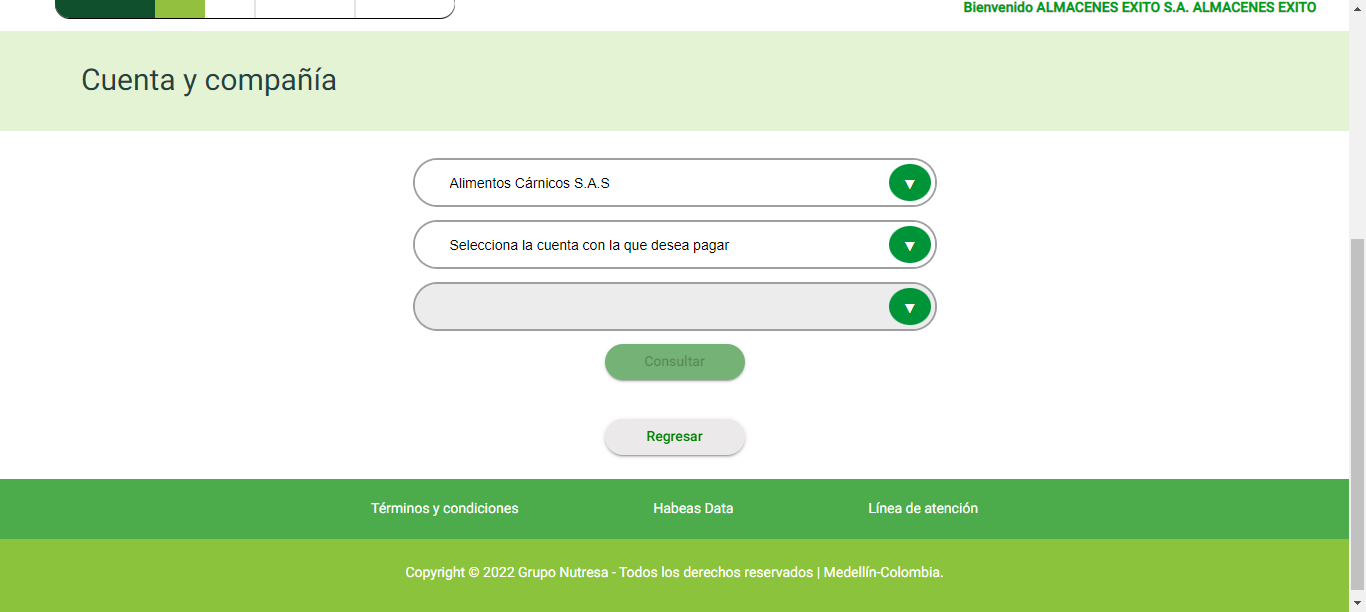 Bienvenido ALMACENES EXITO S.A. ALMACENES EXITO
Cuenta y compañía
Alimentos Cárnicos S.A.S
Selecciona la cuenta con la que desea pagar
Consultar
Regresar
Términos y condiciones Habeas Data Línea de atención
Copyright © 2022 Grupo Nutresa - Todos los derechos reservados | Medellín-Colombia.